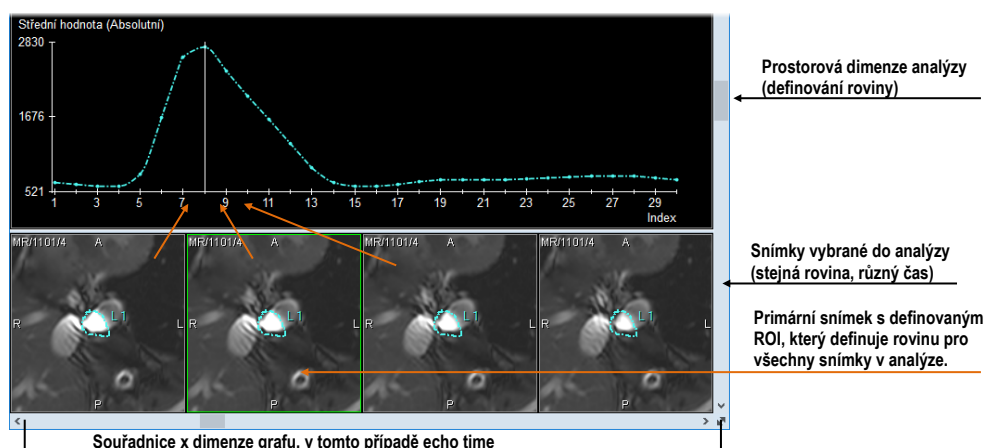 Střední hodnota (Absolutní)
2830
1676
521
1 3 5 7 9 11 13 15 17 19 21 23 25 27 29
Index
Prostorová dimenze analýzy
(definování roviny)
MR/1101/4 A MR/1101/4 A MR/1101/4 A MR/1101/4 A
R L1 L1 L1 R L1 L
P P
Snímky vybrané do analýzy
(stejná rovina, různý čas)
Primární snímek s definovaným
ROI, který definuje rovinu pro
všechny snímky v analýze.
Souřadnice x dimenze grafu, v tomto případě echo time